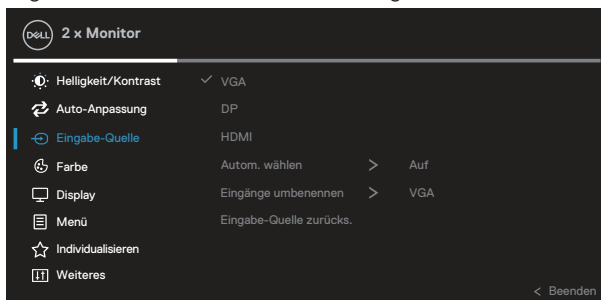 DELL 2 x Monitor
Helligkeit/Kontrast ✓ VGA
Auto-Anpassung DP
Eingabe-Quelle HDMI
Farbe Autom. wählen > Auf
Display Eingänge umbenennen > VGA
Menü Eingabe-Quelle zurücks.
Individualisieren
Weiteres
< Beenden